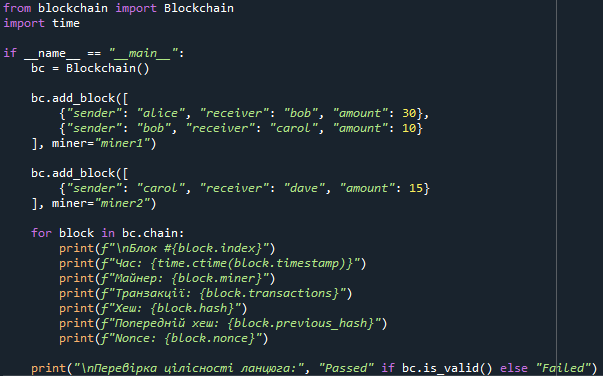 from blockchain import Blockchain
import time

if __name__ == "__main__":
    bc = Blockchain()

    bc.add_block([
        {"sender": "alice", "receiver": "bob", "amount": 30},
        {"sender": "bob", "receiver": "carol", "amount": 10}
    ], miner="miner1")

    bc.add_block([
        {"sender": "carol", "receiver": "dave", "amount": 15}
    ], miner="miner2")

    for block in bc.chain:
        print(f"\nБлок #{block.index}")
        print(f"Час: {time.ctime(block.timestamp)}")
        print(f"Майнер: {block.miner}")
        print(f"Транзакції: {block.transactions}")
        print(f"Хеш: {block.hash}")
        print(f"Попередній хеш: {block.previous_hash}")
        print(f"Nonce: {block.nonce}")

    print("\nПеревірка цілісності ланцюга:", "Passed" if bc.is_valid() else "Failed")